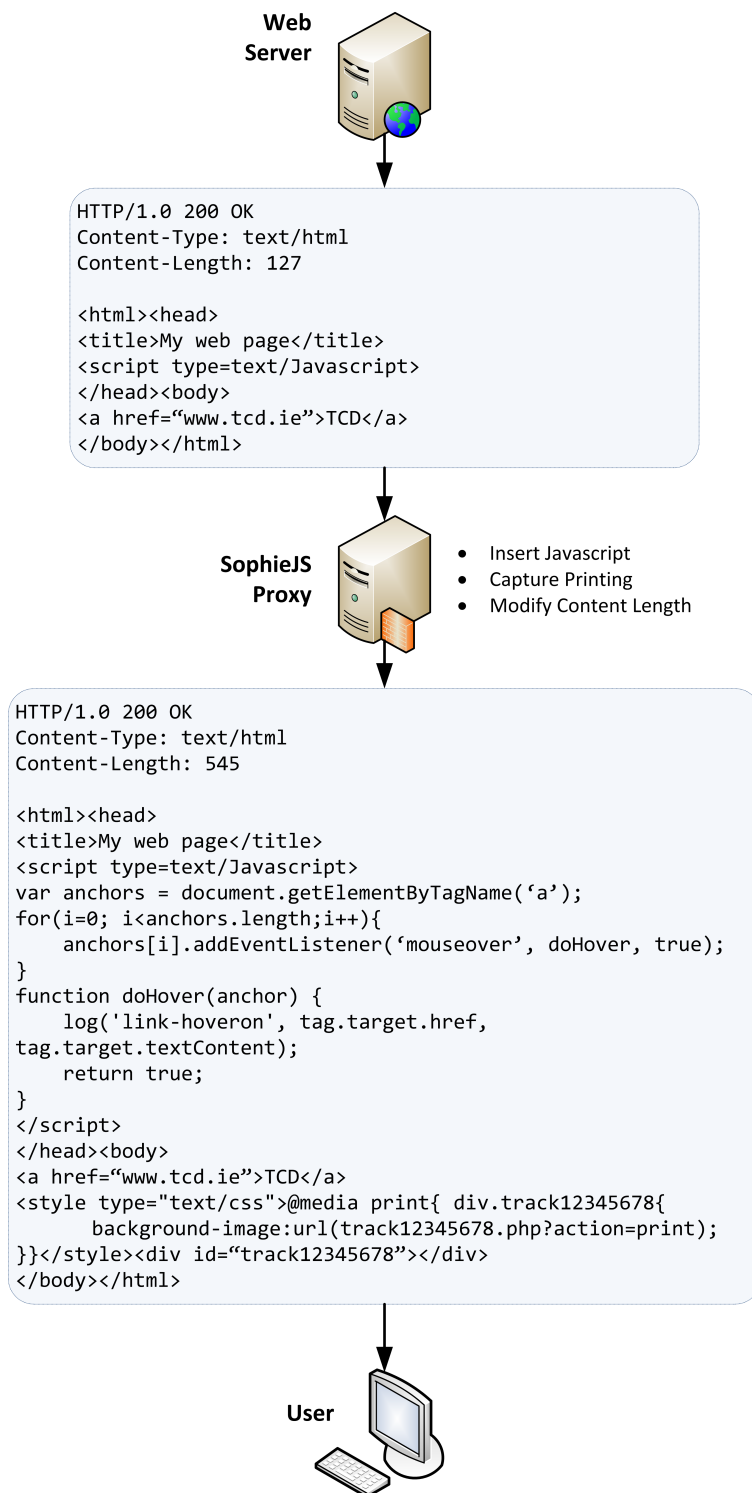 Web
Server
HTTP/1.0 200 OK
Content-Type: text/html
Content-Length: 127
<html><head>
<title>My web page</title>
<script type=text/Javascript>
</head><body>
<a href=“www.tcd.ie”>TCD</a>
</body></html>
SophieJS
Proxy
• Insert Javascript
• Capture Printing
• Modify Content Length
HTTP/1.0 200 OK
Content-Type: text/html
Content-Length: 545
<html><head>
<title>My web page</title>
<script type=text/Javascript>
var anchors = document.getElementByTagName(‘a’);
for(i=0; i<anchors.length;i++){
    anchors[i].addEventListener(‘mouseover’, doHover, true);
}
function doHover(anchor) {
    log('link-hoveron', tag.target.href,
tag.target.textContent);
    return true;
}
</script>
</head><body>
<a href=“www.tcd.ie”>TCD</a>
<style type="text/css">@media print{ div.track12345678{
      background-image:url(track12345678.php?action=print);
}}</style><div id=“track12345678”></div>
</body></html>
User